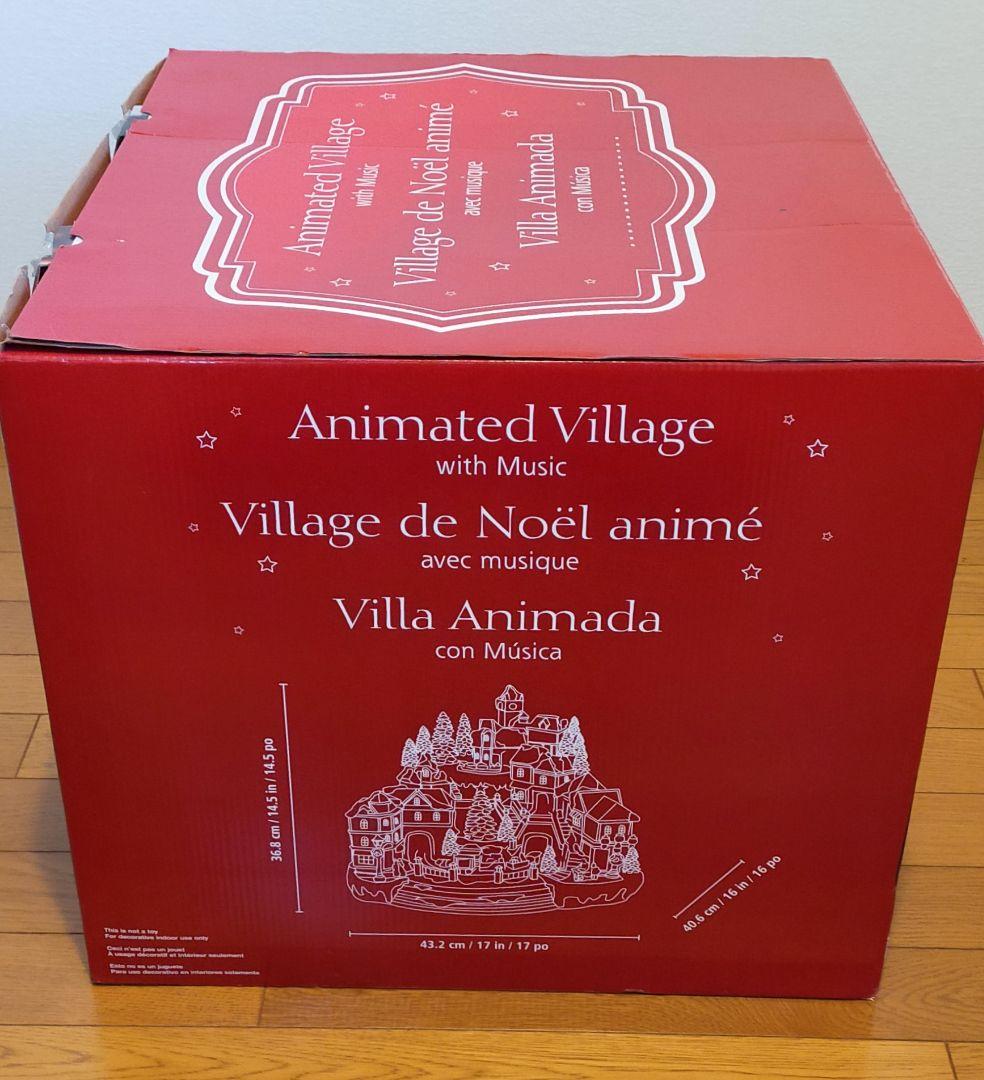 Animated Village
with Music
Village de Noël animé
avec musique
Villa Animada
con Música
Animated Village
with Music
Village de Noël animé
avec musique
Villa Animada
con Música
36.8 cm / 14.5 in / 14.5 po
43.2 cm / 17 in / 17 po
40.6 cm / 16 in / 16 po
This is not a toy
For decorative indoor use only
Ceci n'est pas un jouet
À usage décoratif et intérieur seulement
Esto no es un juguete
Para uso decorativo en interiores solamente